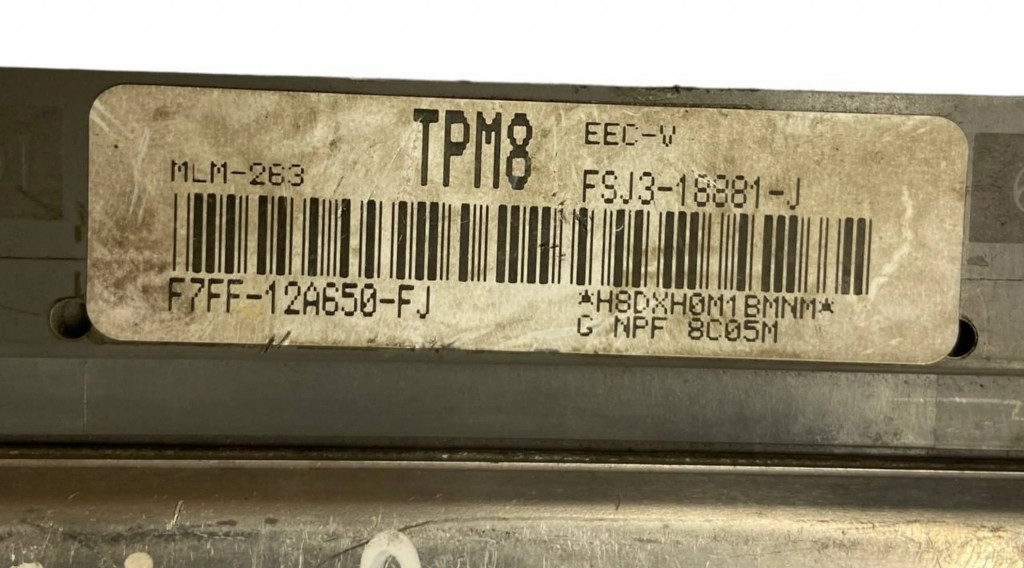 TPM8
EEC-V
MLM-263
FSJ3-18881-J
F7FF-12A650-FJ
*H8DXH0M1BMNM*
G NPF 8C05M